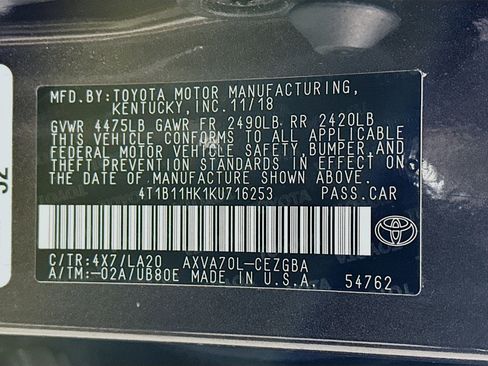 MFD.BY:TOYOTA MOTOR MANUFACTURING,
KENTUCKY, INC. 11/18
GVWR 4475LB GAWR FR 2490LB RR 2420LB
THIS VEHICLE CONFORMS TO ALL APPLICABLE
FEDERAL MOTOR VEHICLE SAFETY, BUMPER, AND
THEFT PREVENTION STANDARDS IN EFFECT ON
THE DATE OF MANUFACTURE SHOWN ABOVE.
4T1B11HK1KU716253 PASS.CAR
C/TR:4X7/LA20 AXVA70L-CEZGBA
A/TM:-02A/UB80E MADE IN U.S.A. 54762